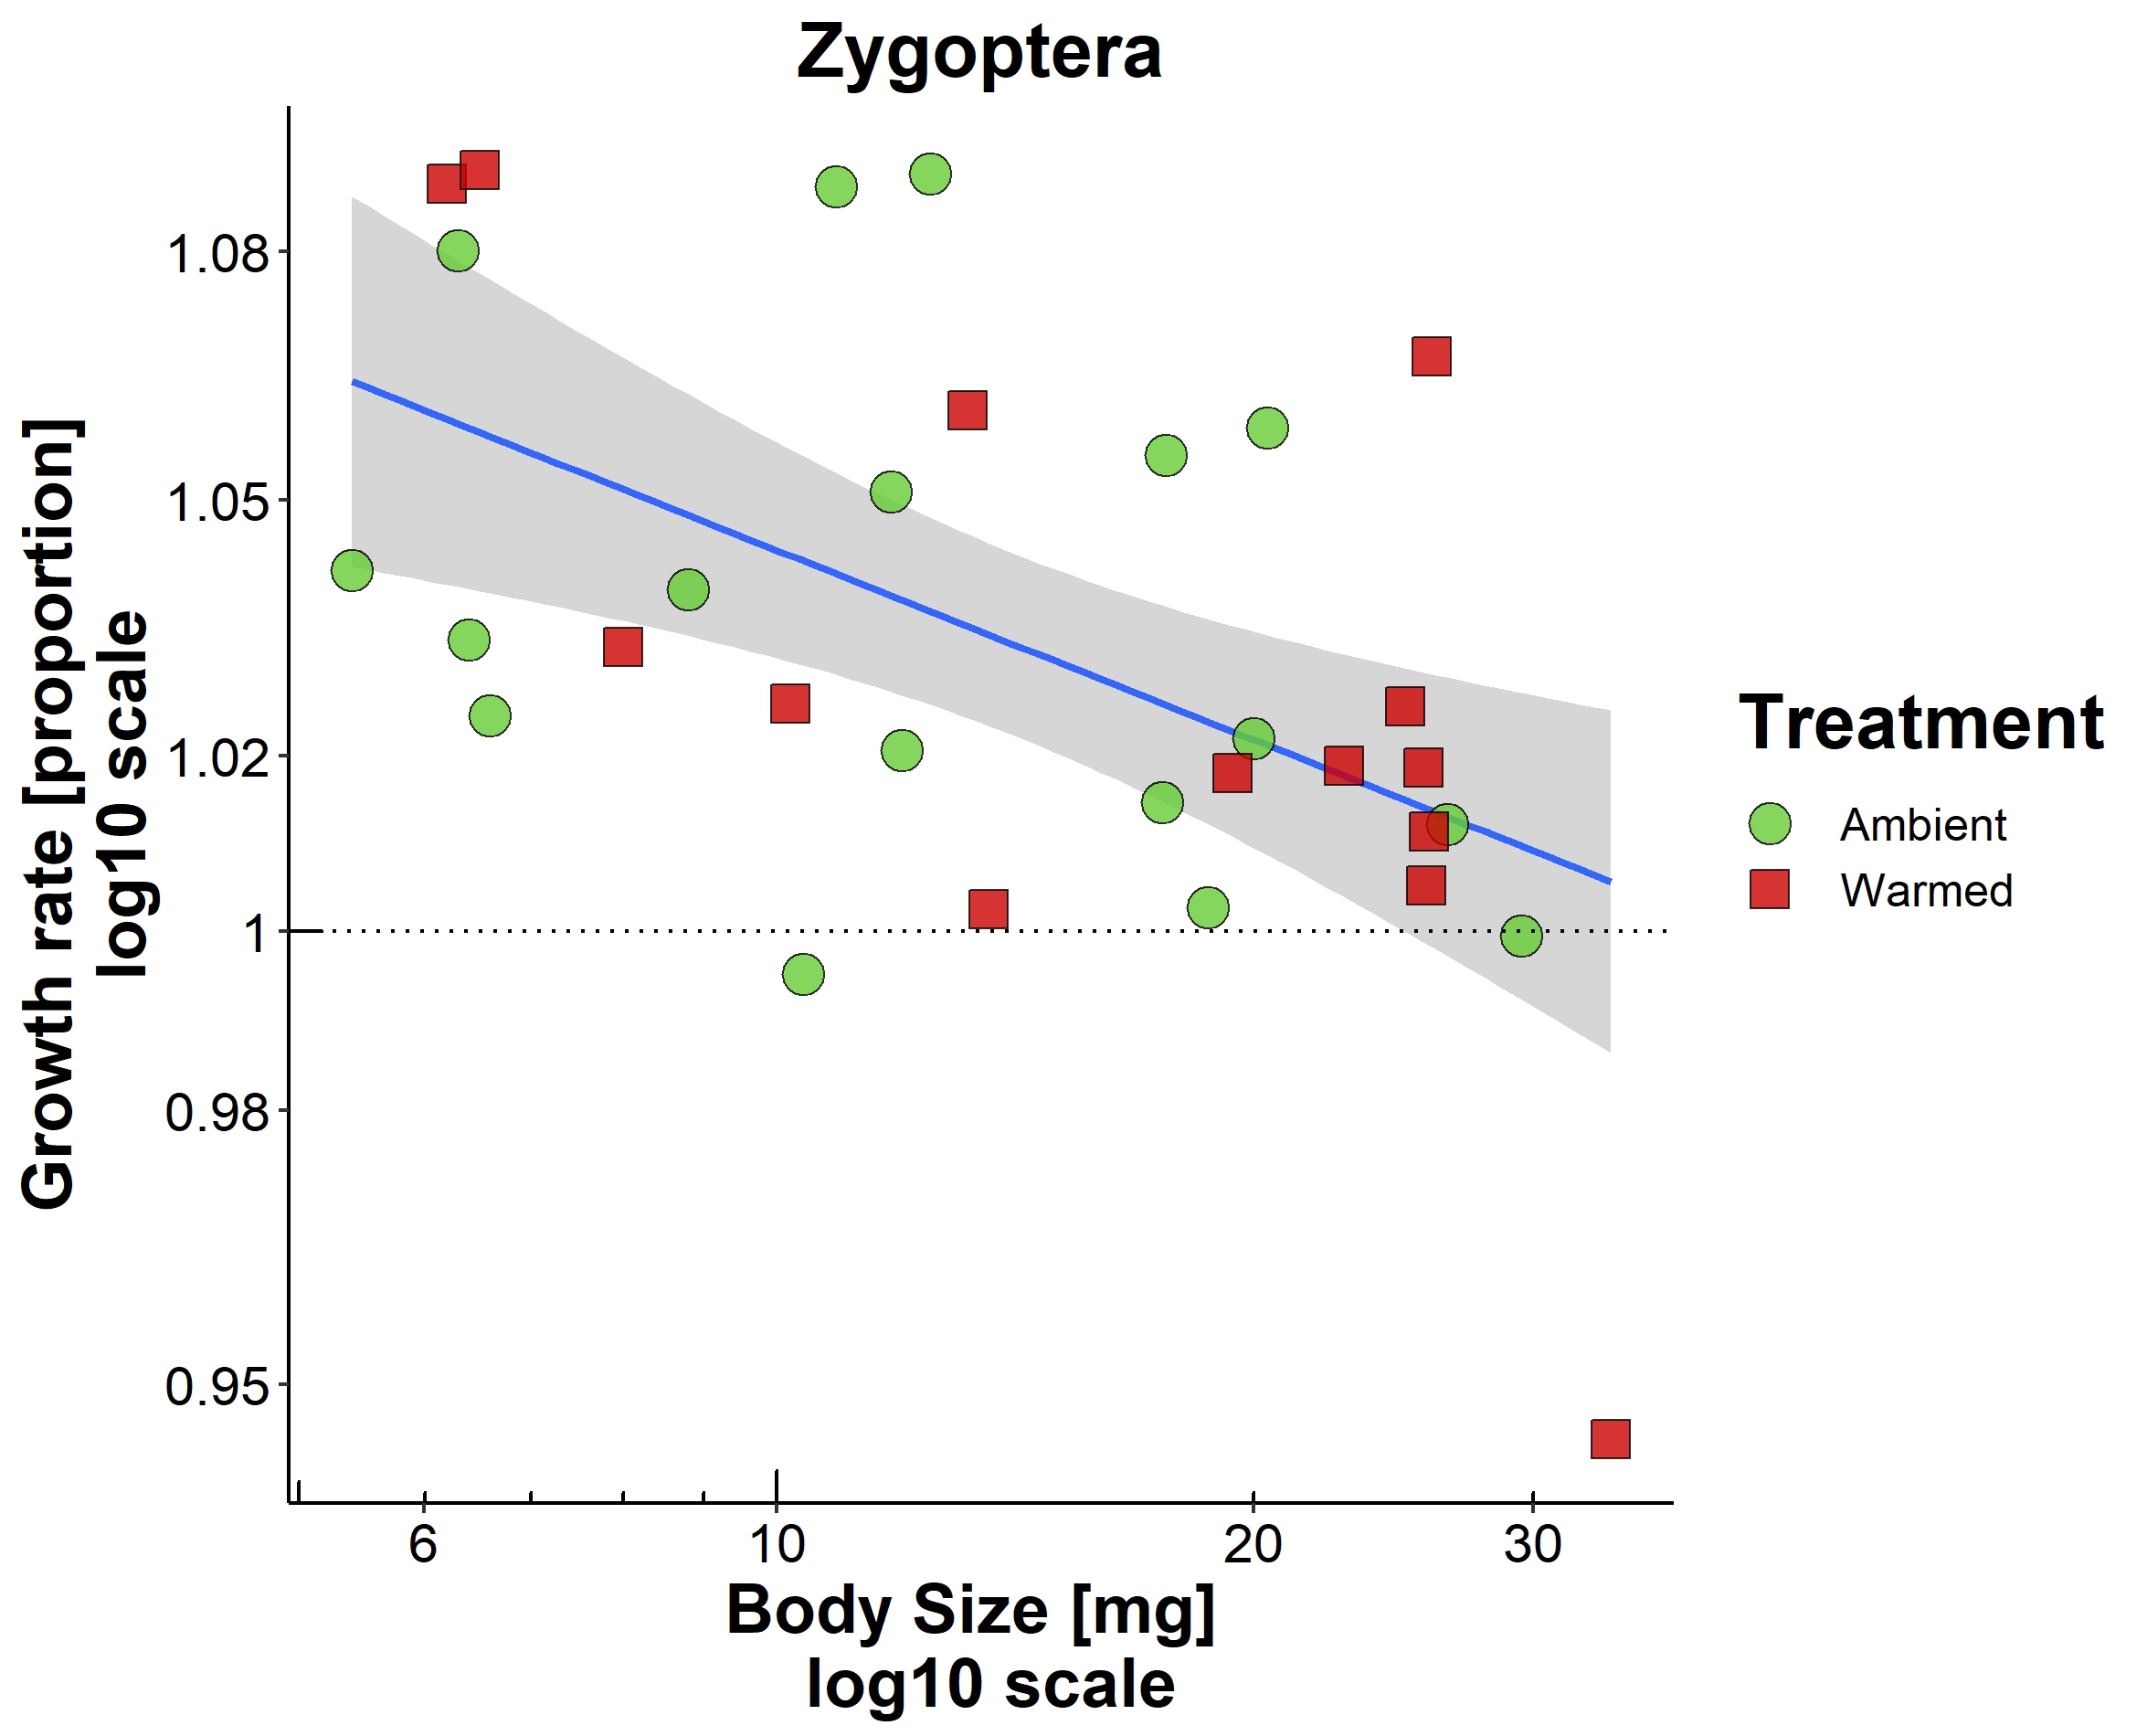 Zygoptera
Growth rate [proportion]
log10 scale
1.08
1.05
1.02
1
0.98
0.95
6
10
20
30
Body Size [mg]
log10 scale
Treatment
Ambient
Warmed